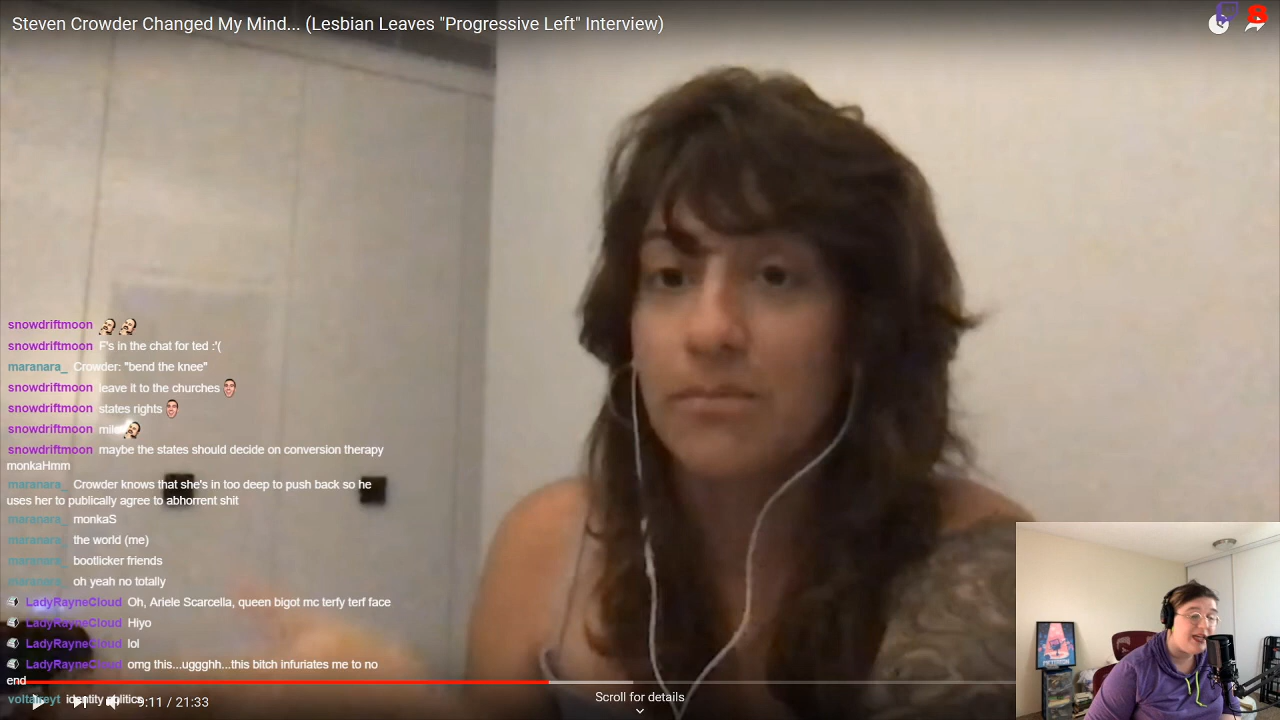 Steven Crowder Changed My Mind... (Lesbian Leaves "Progressive Left" Interview)
snowdriftmoon
snowdriftmoon F's in the chat for ted :'(
maranara_ Crowder: "bend the knee"
snowdriftmoon leave it to the churches
snowdriftmoon states rights
snowdriftmoon
snowdriftmoon maybe the states should decide on conversion therapy
monkaHmm
maranara_ Crowder knows that she's in too deep to push back so he
uses her to publically agree to abhorrent shit
maranara_ monkaS
maranara_ the world (me)
maranara_ bootlicker friends
maranara_ oh yeah no totally
LadyRayneCloud Oh, Ariele Scarcella, queen bigot mc terfy terf face
LadyRayneCloud Hiyo
LadyRayneCloud lol
LadyRayneCloud omg this...uggghh...this bitch infuriates me to no
end
voltaireyt identity politics
9:11 / 21:33
Scroll for details